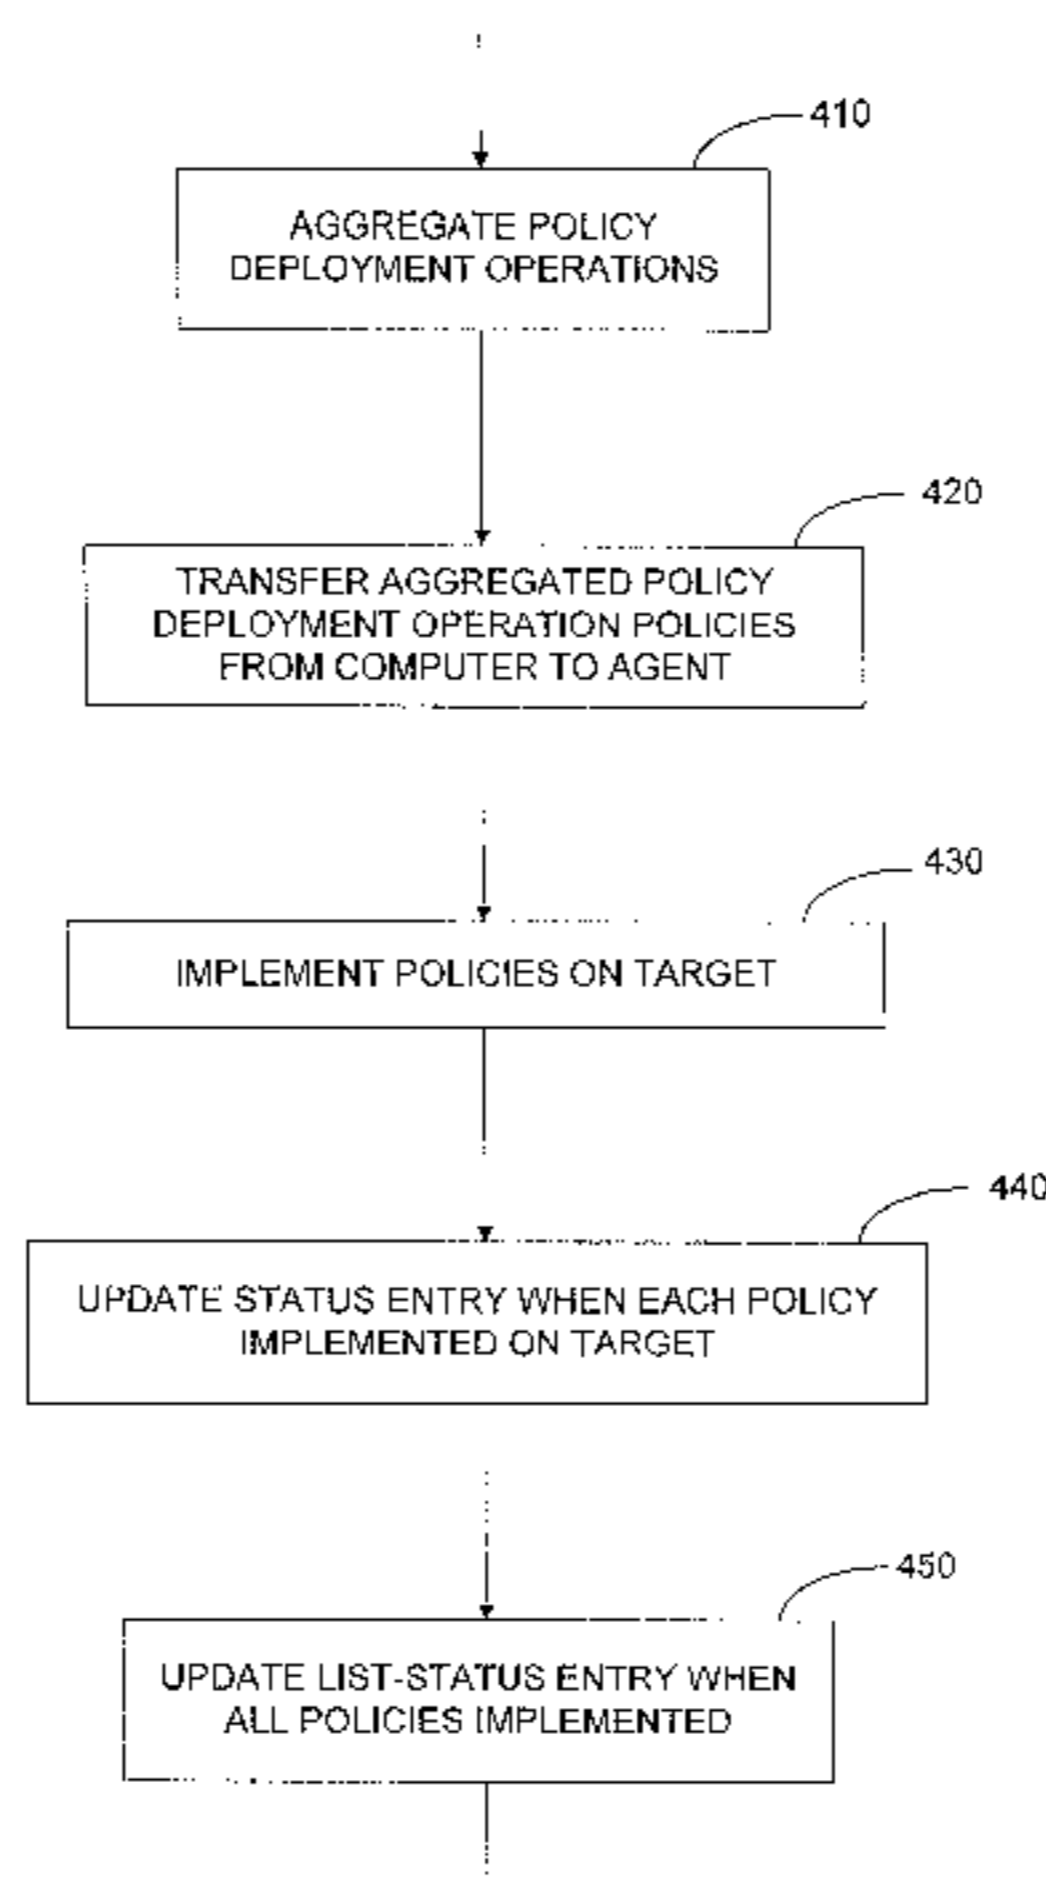 410
AGGREGATE POLICY
DEPLOYMENT OPERATIONS
420
TRANSFER AGGREGATED POLICY
DEPLOYMENT OPERATION POLICIES
FROM COMPUTER TO AGENT
430
IMPLEMENT POLICIES ON TARGET
440
UPDATE STATUS ENTRY WHEN EACH POLICY
IMPLEMENTED ON TARGET
450
UPDATE LIST-STATUS ENTRY WHEN
ALL POLICIES IMPLEMENTED